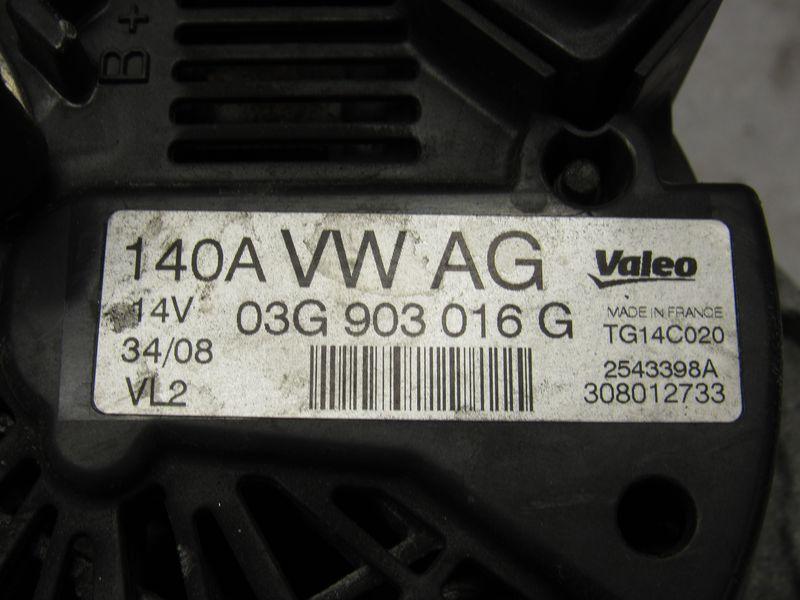 B+
140A VW AG
14V
03G 903 016 G
34/08
VL2
Valeo
MADE IN FRANCE
TG14C020
2543398A
308012733